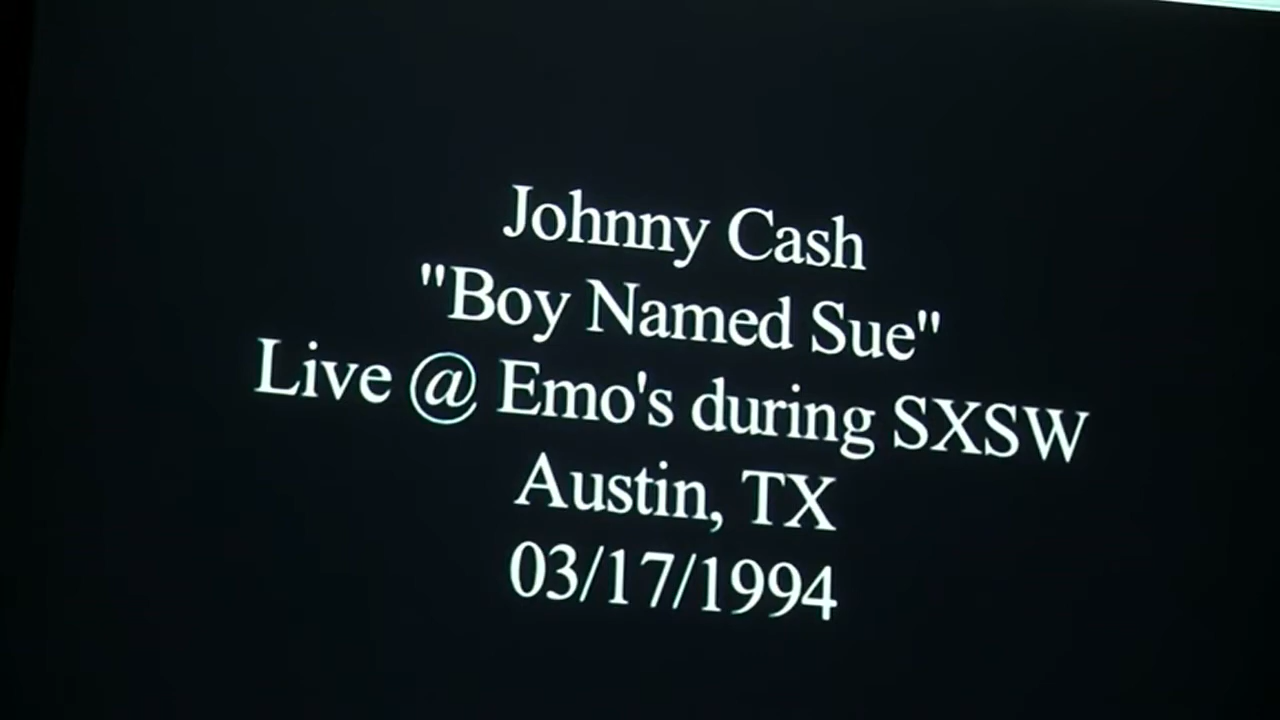 Johnny Cash
"Boy Named Sue"
Live @ Emo's during SXSW
Austin, TX
03/17/1994